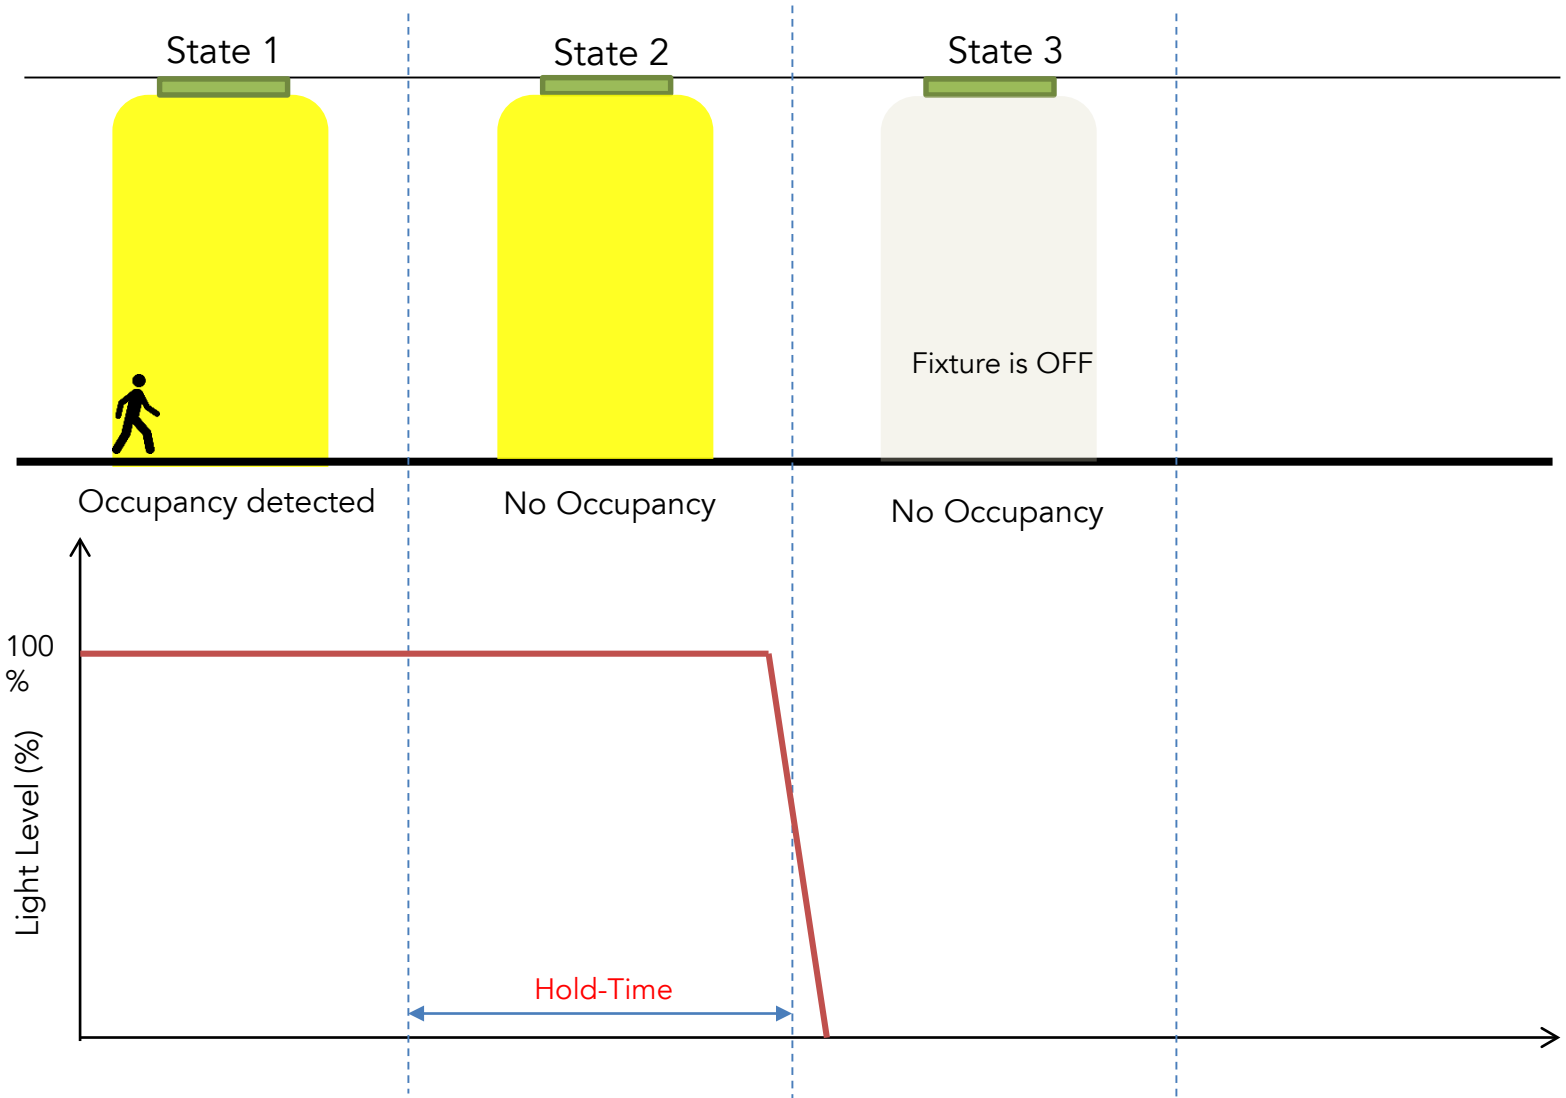 State 1
State 2
State 3
Fixture is OFF
Occupancy detected
No Occupancy
No Occupancy
100
%
Light Level (%)
Hold-Time